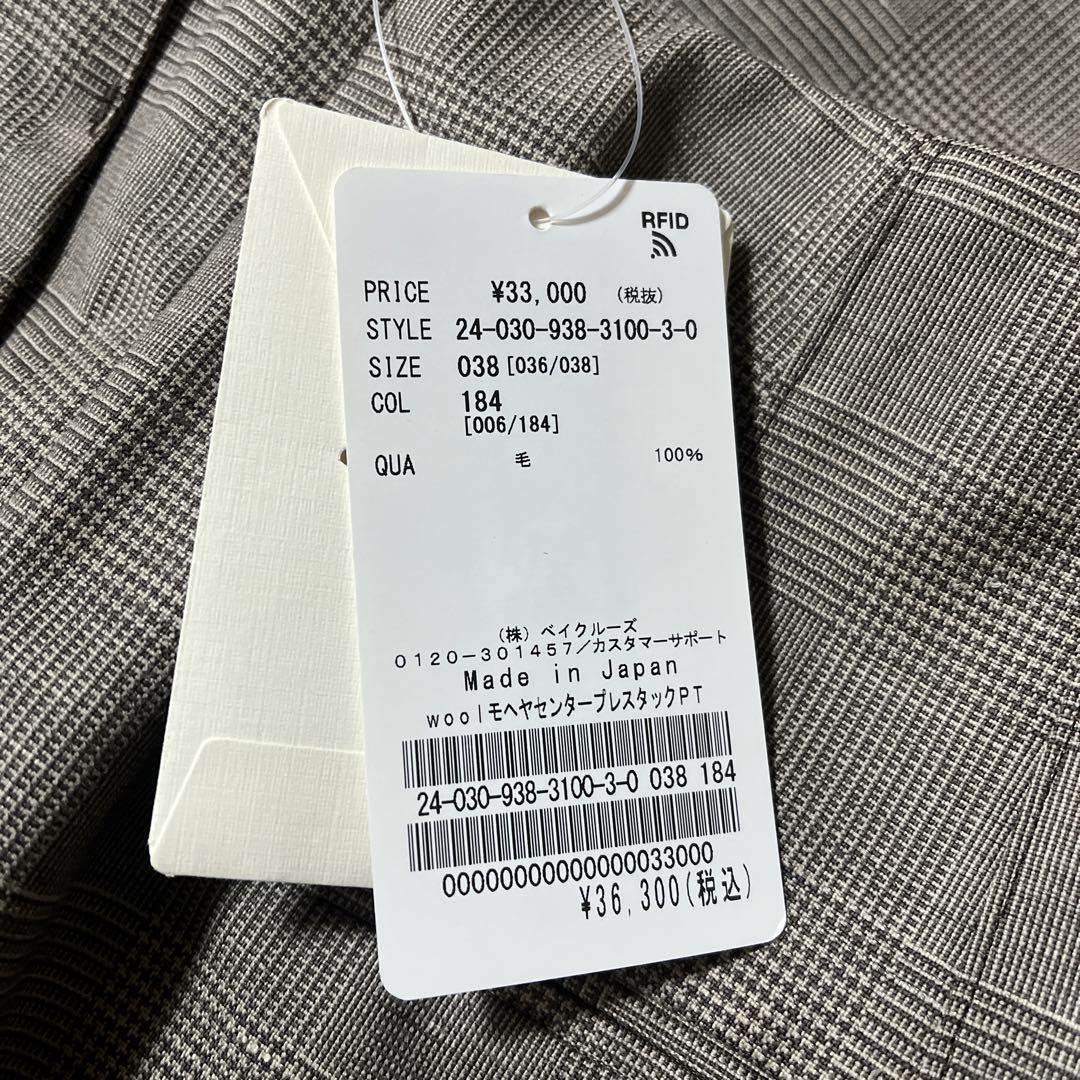 RFID
PRICE ¥33,000 (税抜)
STYLE 24-030-938-3100-3-0
SIZE 038 [036/038]
COL 184
[006/184]
QUA 毛 100%
(株) ベイクルーズ
0120-301457/カスタマーサポート
Made in Japan
woolモヘヤセンタープレスタックPT
24-030-938-3100-3-0 038 184
00000000000000033000
¥36,300(税込)